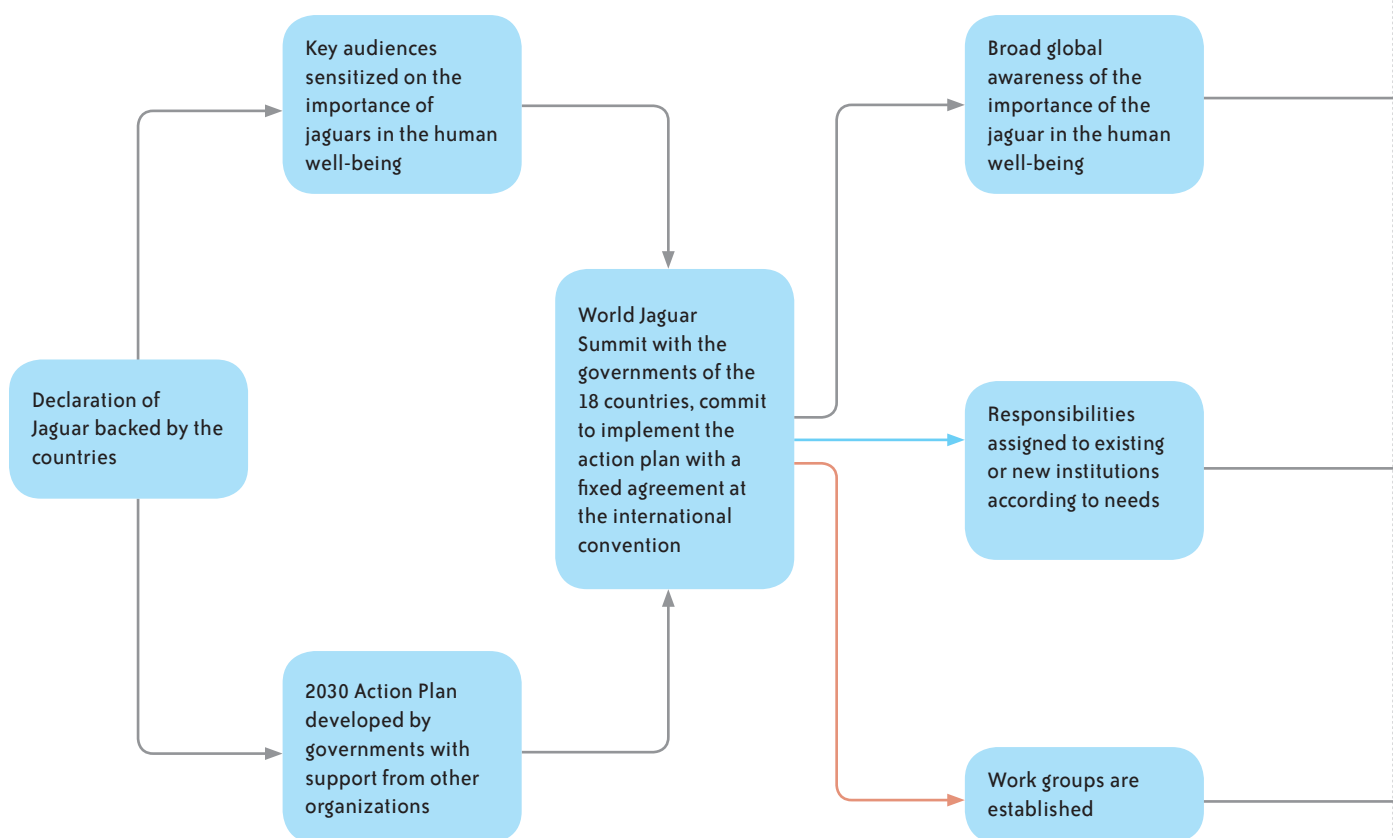 Key audiences
sensitized on the
importance of
jaguars in the human
well-being
Broad global
awareness of the
importance of the
jaguar in the human
well-being
Declaration of
Jaguar backed by the
countries
World Jaguar
Summit with the
governments of the
18 countries, commit
to implement the
action plan with a
fixed agreement at
the international
convention
Responsibilities
assigned to existing
or new institutions
according to needs
2030 Action Plan
developed by
governments with
support from other
organizations
Work groups are
established